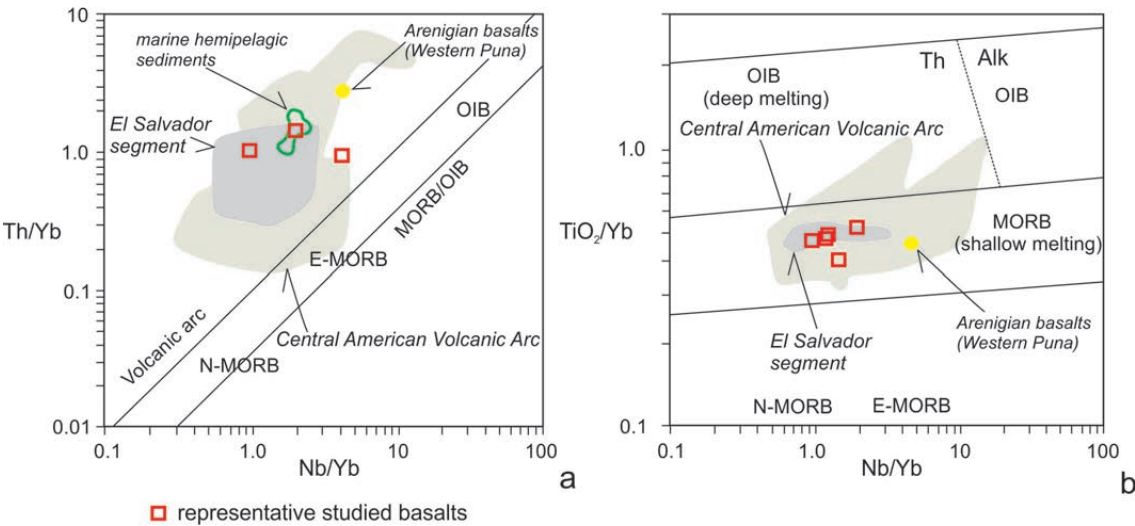 10
marine hemipelagic
sediments
Arenigian basalts
(Western Puna)
OIB
El Salvador
segment
1.0
Th/Yb
MORB/OIB
E-MORB
0.1
Volcanic arc
Central American Volcanic Arc
N-MORB
0.01
0.1
1.0
10
100
Nb/Yb
a
Th
Alk
OIB
(deep melting)
OIB
Central American Volcanic Arc
1.0
TiO₂/Yb
MORB
(shallow melting)
El Salvador
segment
Arenigian basalts
(Western Puna)
N-MORB
E-MORB
0.1
0.1
1.0
10
100
Nb/Yb
b
representative studied basalts